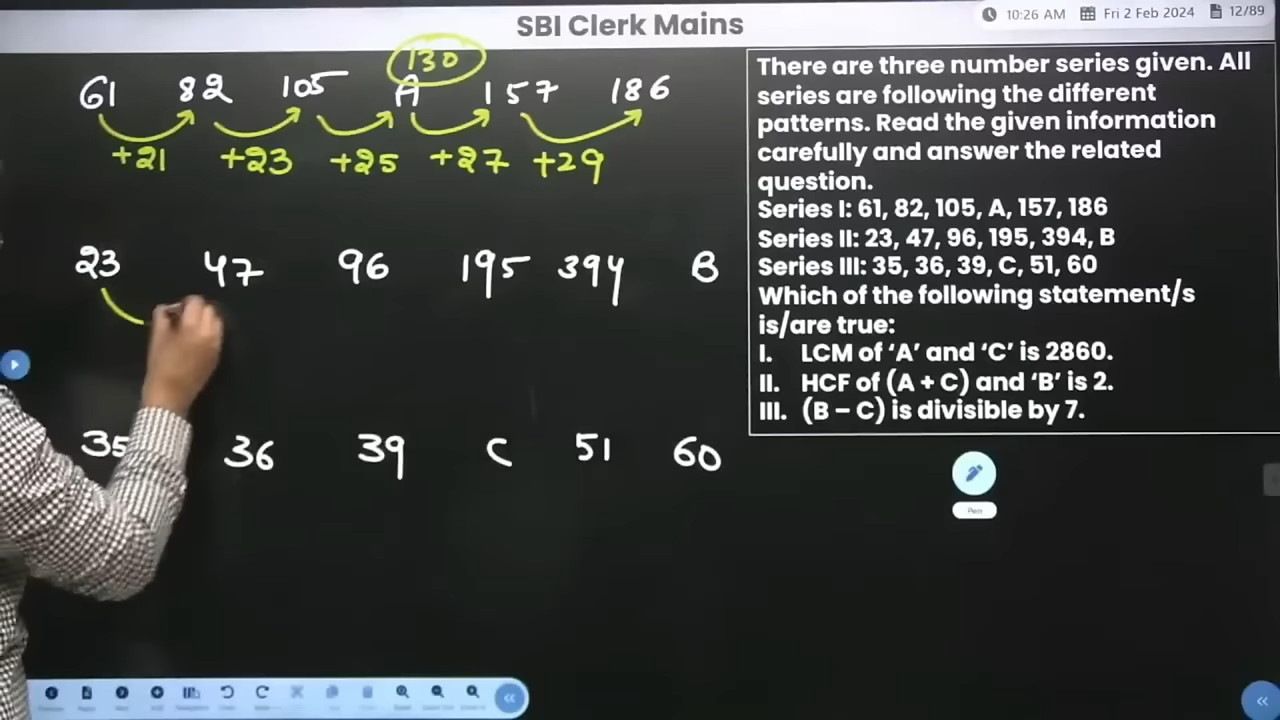 SBI Clerk Mains
10:26 AM Fri 2 Feb 2024 12/89
130
61 82 105 A 157 186
+21 +23 +25 +27 +29
23 47 96 195 394 B
35 36 39 C 51 60
There are three number series given. All
series are following the different
patterns. Read the given information
carefully and answer the related
question.
Series I: 61, 82, 105, A, 157, 186
Series II: 23, 47, 96, 195, 394, B
Series III: 35, 36, 39, C, 51, 60
Which of the following statement/s
is/are true:
I. LCM of ‘A’ and ‘C’ is 2860.
II. HCF of (A + C) and ‘B’ is 2.
III. (B – C) is divisible by 7.
Pen